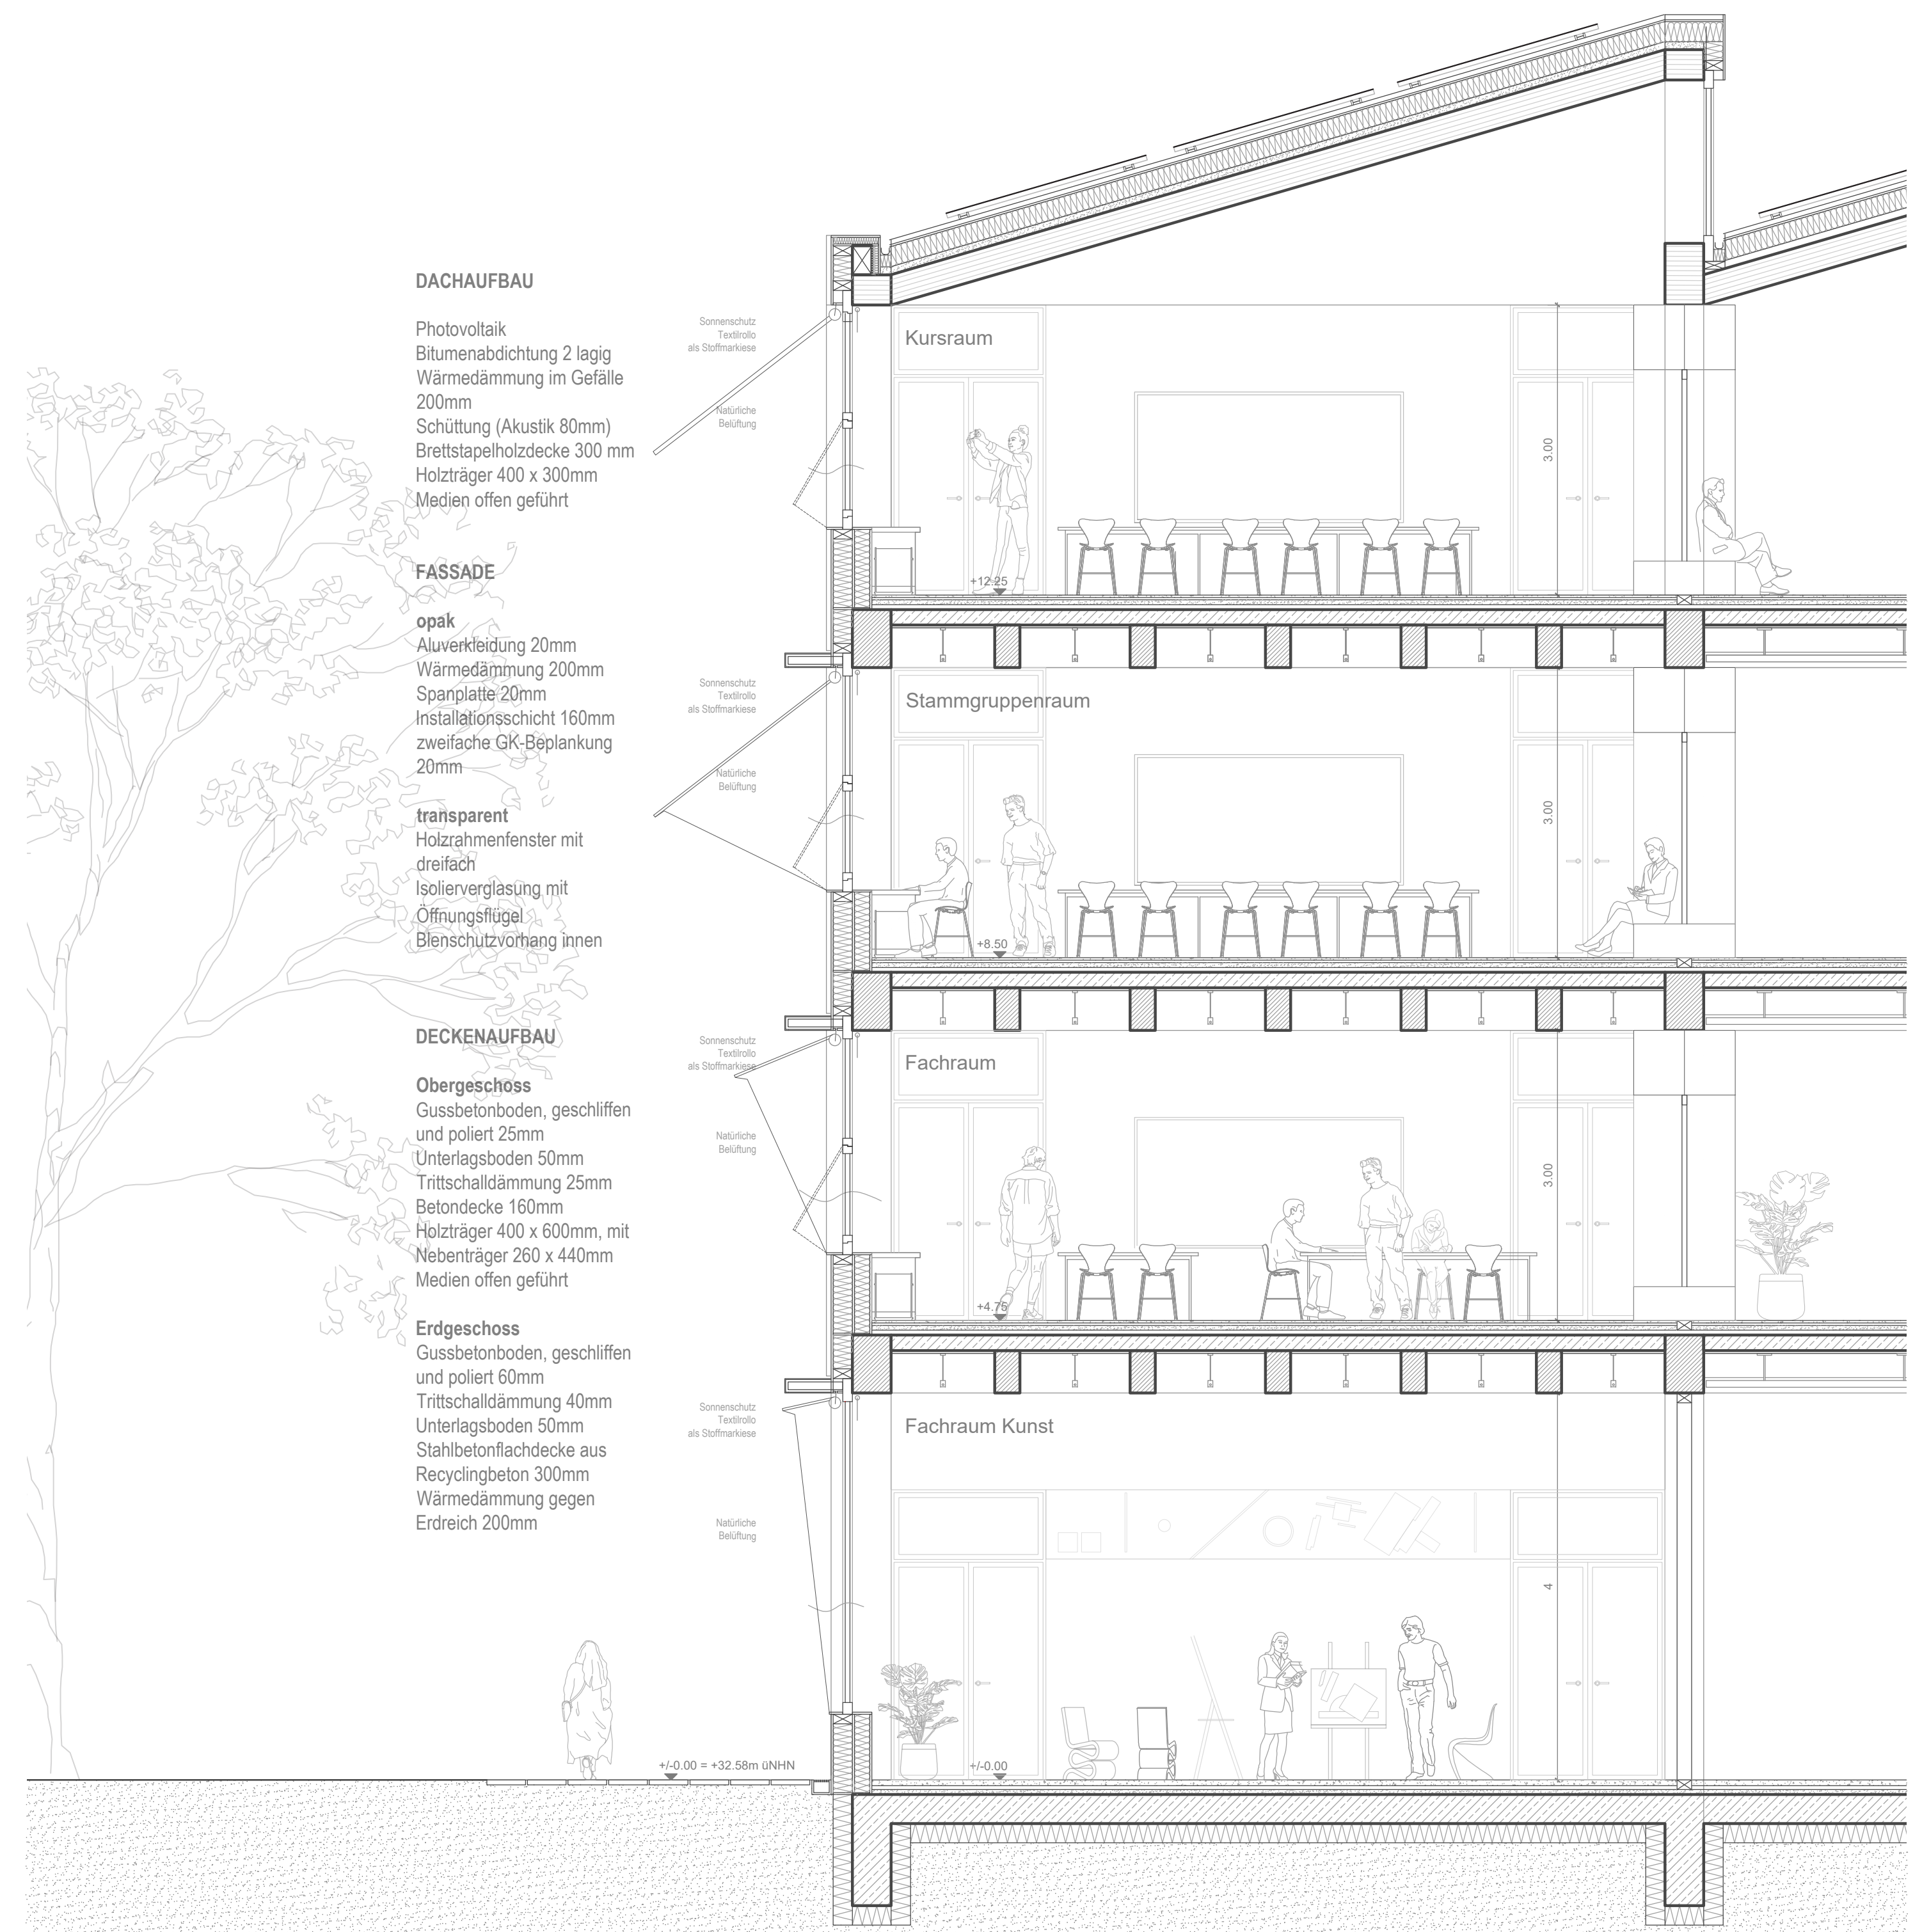 DACHAUFBAU
Photovoltaik
Bitumenabdichtung 2 lagig
Wärmedämmung im Gefälle
200mm
Schüttung (Akustik 80mm)
Brettstapelholzdecke 300 mm
Holzträger 400 x 300mm
Medien offen geführt
FASSADE
opak
Aluverkleidung 20mm
Wärmedämmung 200mm
Spanplatte 20mm
Installationsschicht 160mm
zweifache GK-Beplankung
20mm
transparent
Holzrahmenfenster mit
dreifach
Isolierverglasung mit
Öffnungsflügel
Blenschutzvorhang innen
DECKENAUFBAU
Obergeschoss
Gussbetonboden, geschliffen
und poliert 25mm
Unterlagsboden 50mm
Trittschalldämmung 25mm
Betondecke 160mm
Holzträger 400 x 600mm, mit
Nebenträger 260 x 440mm
Medien offen geführt
Erdgeschoss
Gussbetonboden, geschliffen
und poliert 60mm
Trittschalldämmung 40mm
Unterlagsboden 50mm
Stahlbetonflachdecke aus
Recyclingbeton 300mm
Wärmedämmung gegen
Erdreich 200mm
Sonnenschutz
Textilrollo
als Stoffmarkiese
Natürliche
Belüftung
Kursraum
3.00
+12.25
Sonnenschutz
Textilrollo
als Stoffmarkiese
Natürliche
Belüftung
Stammgruppenraum
3.00
+8.50
Sonnenschutz
Textilrollo
als Stoffmarkiese
Natürliche
Belüftung
Fachraum
3.00
+4.75
Sonnenschutz
Textilrollo
als Stoffmarkiese
Natürliche
Belüftung
Fachraum Kunst
4
+/-0.00 = +32.58m üNHN
+/-0.00